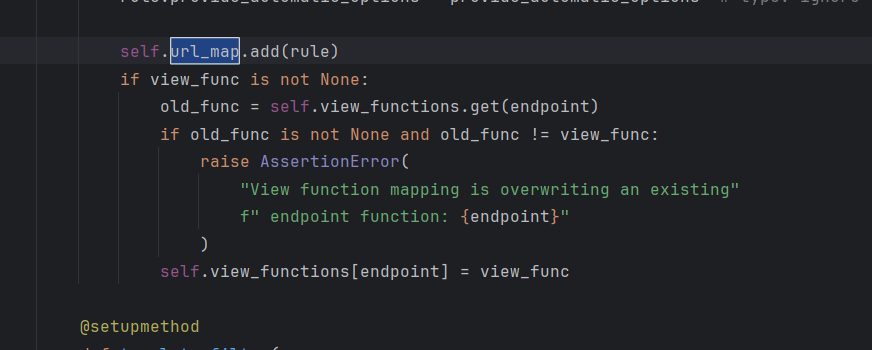 self.url_map.add(rule)
if view_func is not None:
old_func = self.view_functions.get(endpoint)
if old_func is not None and old_func != view_func:
raise AssertionError(
"View function mapping is overwriting an existing"
f" endpoint function: {endpoint}"
)
self.view_functions[endpoint] = view_func
@setupmethod